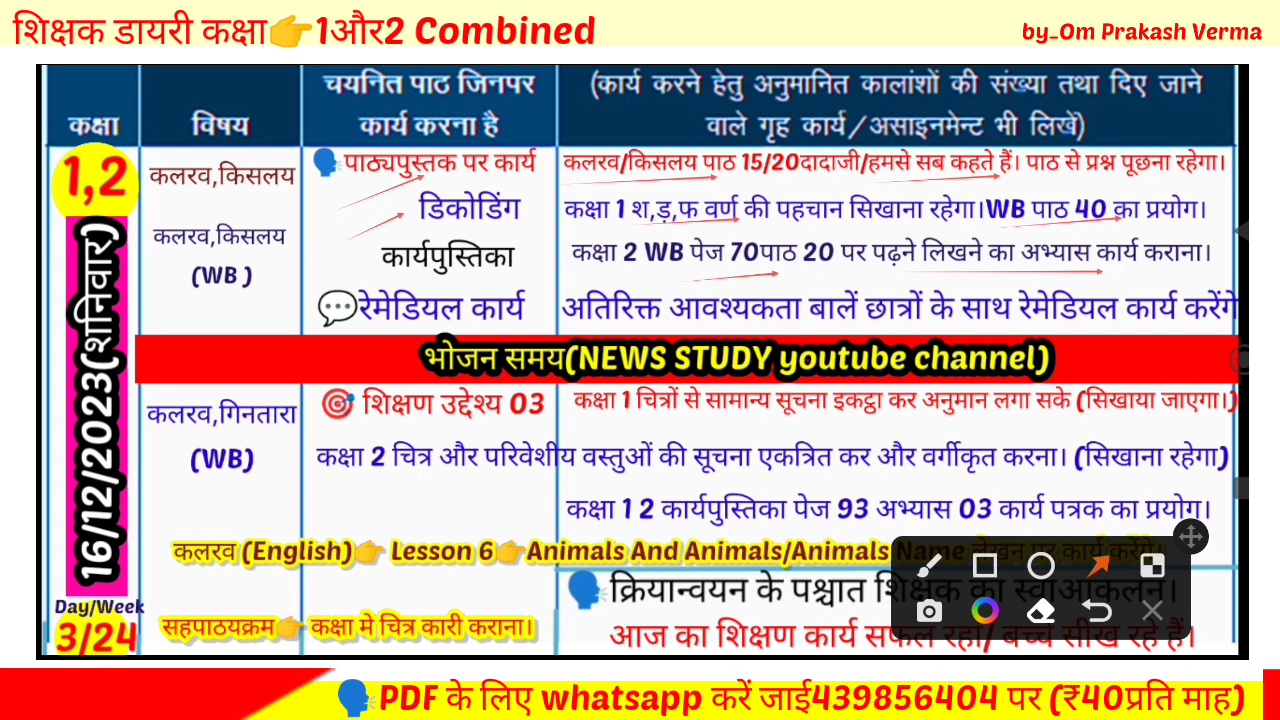 शिक्षक डायरी कक्षा👉1और2 Combined
by_Om Prakash Verma
कक्षा
विषय
चयनित पाठ जिनपर
कार्य करना है
(कार्य करने हेतु अनुमानित कालांशों की संख्या तथा दिए जाने
वाले गृह कार्य/असाइनमेन्ट भी लिखें)
1,2
16/12/2023(शनिवार)
Day/Week
3/24
कलरव,किसलय
🗣️पाठ्यपुस्तक पर कार्य
कलरव/किसलय पाठ 15/20दादाजी/हमसे सब कहते हैं। पाठ से प्रश्न पूछना रहेगा।
डिकोडिंग
कक्षा 1 श,ड़,फ वर्ण की पहचान सिखाना रहेगा।WB पाठ 40 का प्रयोग।
कलरव,किसलय
(WB )
कार्यपुस्तिका
कक्षा 2 WB पेज 70पाठ 20 पर पढ़ने लिखने का अभ्यास कार्य कराना।
💬रेमेडियल कार्य
अतिरिक्त आवश्यकता बालें छात्रों के साथ रेमेडियल कार्य करेंगे
भोजन समय(NEWS STUDY youtube channel)
कलरव,गिनतारा
(WB)
🎯 शिक्षण उद्देश्य 03
कक्षा 1 चित्रों से सामान्य सूचना इकट्ठा कर अनुमान लगा सके (सिखाया जाएगा।)
कक्षा 2 चित्र और परिवेशीय वस्तुओं की सूचना एकत्रित कर और वर्गीकृत करना। (सिखाना रहेगा)
कक्षा 1 2 कार्यपुस्तिका पेज 93 अभ्यास 03 कार्य पत्रक का प्रयोग।
कलरव (English)👉 Lesson 6👉Animals And Animals/Animals Name लेखन पर कार्य करेंगे।
🗣️क्रियान्वयन के पश्चात शिक्षक का स्वाआकलन।
सहपाठयक्रम👉 कक्षा मे चित्र कारी कराना।
आज का शिक्षण कार्य सफल रहा/ बच्चे सीख रहे हैं।
🗣️PDF के लिए whatsapp करें जाई439856404 पर (₹40प्रति माह)